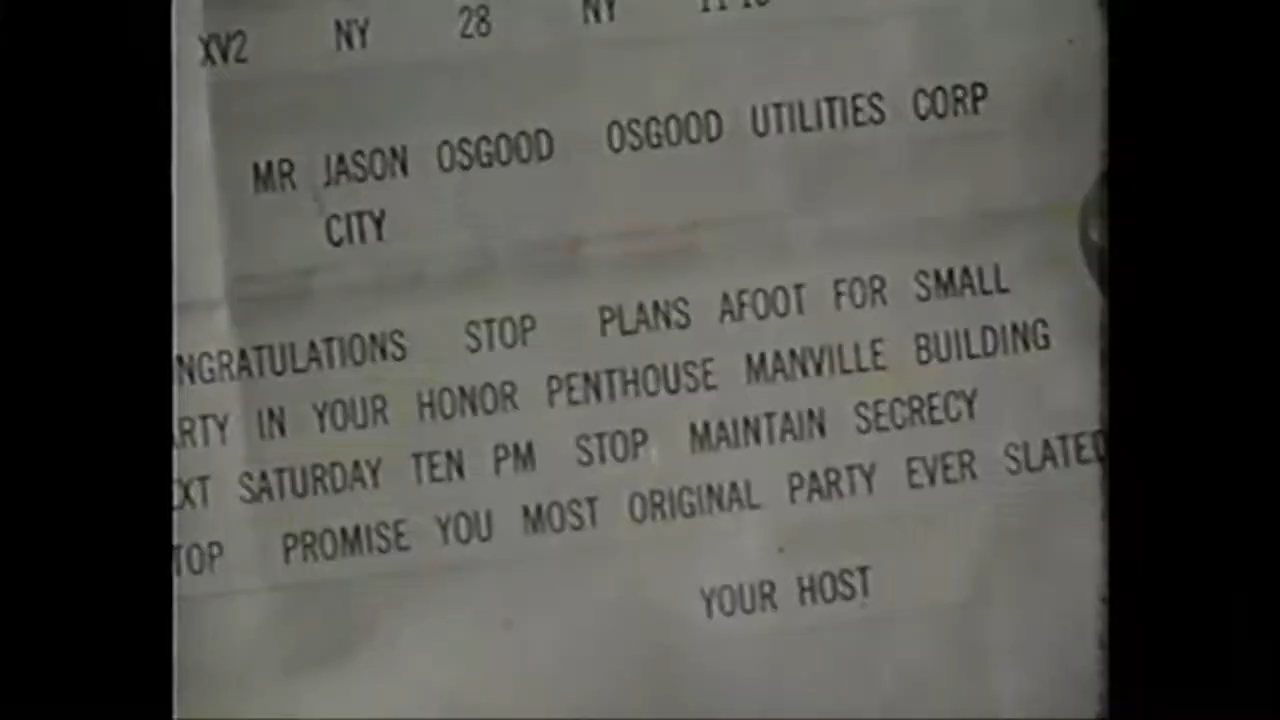 XV2 NY 28 NY
MR JASON OSGOOD OSGOOD UTILITIES CORP
CITY
NGRATULATIONS STOP PLANS AFOOT FOR SMALL
RTY IN YOUR HONOR PENTHOUSE MANVILLE BUILDING
XT SATURDAY TEN PM STOP MAINTAIN SECRECY
TOP PROMISE YOU MOST ORIGINAL PARTY EVER SLATED
YOUR HOST